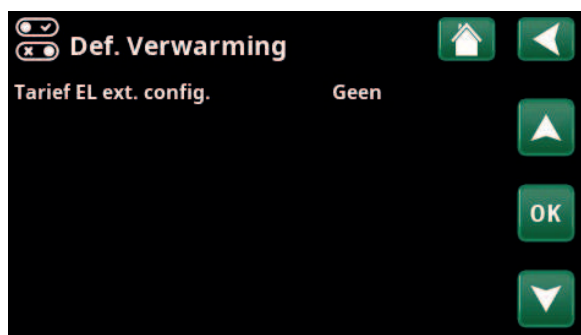 Def. Verwarming
Tarief EL ext. config. Geen
OK